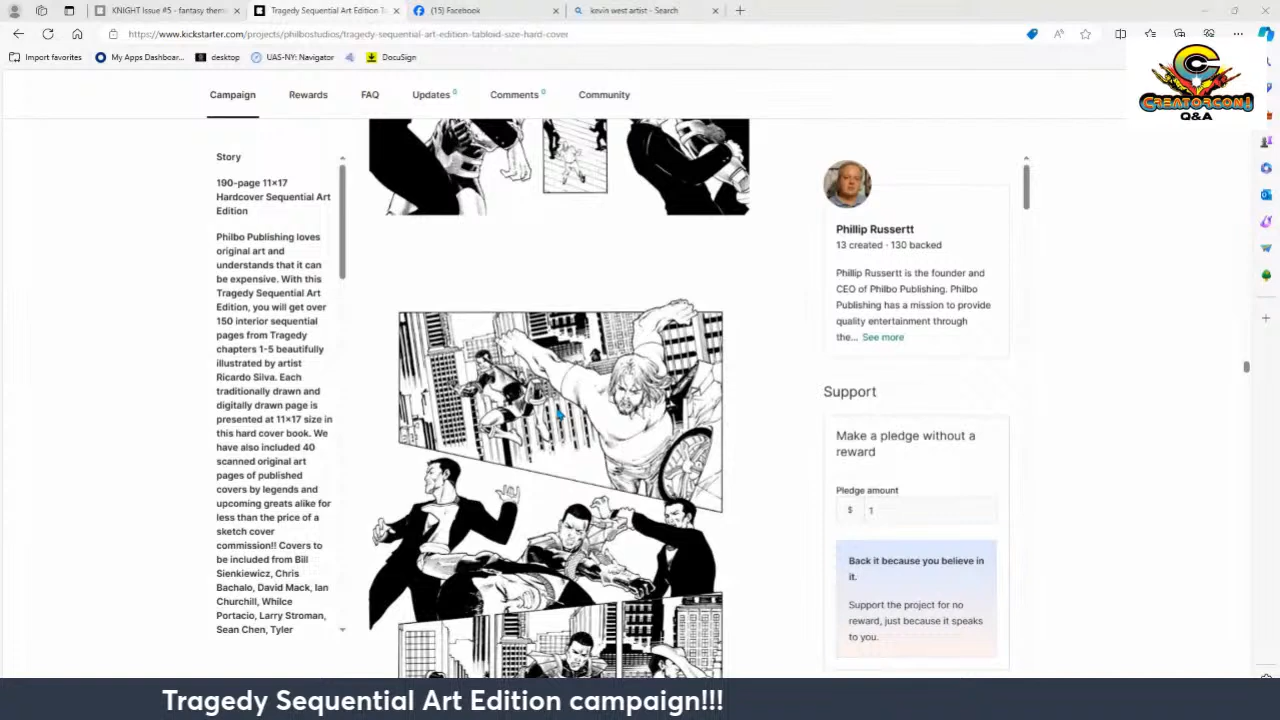 KNIGHT Issue #5 - fantasy them
Tragedy Sequential Art Edition T
(15) Facebook
kevin west artist - Search
https://www.kickstarter.com/projects/philbostudios/tragedy-sequential-art-edition-tabloid-size-hard-cover
Import favorites
My Apps Dashboar...
desktop
UAS-NY: Navigator
DocuSign
C
CREATORCON!
Q&A
Campaign
Rewards
FAQ
Updates 0
Comments 0
Community
Story
190-page 11×17
Hardcover Sequential Art
Edition
Philbo Publishing loves
original art and
understands that it can
be expensive. With this
Tragedy Sequential Art
Edition, you will get over
150 interior sequential
pages from Tragedy
chapters 1-5 beautifully
illustrated by artist
Ricardo Silva. Each
traditionally drawn and
digitally drawn page is
presented at 11×17 size in
this hard cover book. We
have also included 40
scanned original art
pages of published
covers by legends and
upcoming greats alike for
less than the price of a
sketch cover
commission!! Covers to
be included from Bill
Sienkiewicz, Chris
Bachalo, David Mack, Ian
Churchill, Whilce
Portacio, Larry Stroman,
Sean Chen, Tyler
Phillip Russertt
13 created · 130 backed
Phillip Russertt is the founder and
CEO of Philbo Publishing. Philbo
Publishing has a mission to provide
quality entertainment through
the... See more
Support
Make a pledge without a
reward
Pledge amount
$ 1
Back it because you believe in
it.
Support the project for no
reward, just because it speaks
to you.
Tragedy Sequential Art Edition campaign!!!